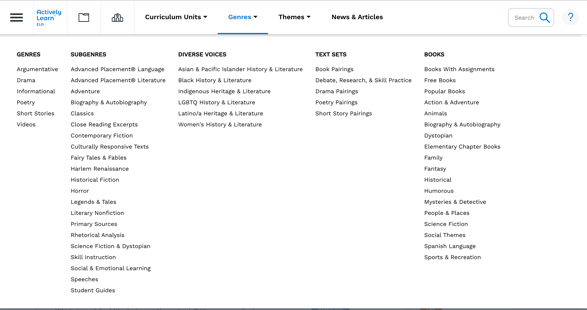 Actively
Learn
ELA
Curriculum Units
Genres
Themes
News & Articles
Search
?
GENRES
Argumentative
Drama
Informational
Poetry
Short Stories
Videos
SUBGENRES
Advanced Placement® Language
Advanced Placement® Literature
Adventure
Biography & Autobiography
Classics
Close Reading Excerpts
Contemporary Fiction
Culturally Responsive Texts
Fairy Tales & Fables
Harlem Renaissance
Historical Fiction
Horror
Legends & Tales
Literary Nonfiction
Primary Sources
Rhetorical Analysis
Science Fiction & Dystopian
Skill Instruction
Social & Emotional Learning
Speeches
Student Guides
DIVERSE VOICES
Asian & Pacific Islander History & Literature
Black History & Literature
Indigenous Heritage & Literature
LGBTQ History & Literature
Latino/a Heritage & Literature
Women's History & Literature
TEXT SETS
Book Pairings
Debate, Research, & Skill Practice
Drama Pairings
Poetry Pairings
Short Story Pairings
BOOKS
Books With Assignments
Free Books
Popular Books
Action & Adventure
Animals
Biography & Autobiography
Dystopian
Elementary Chapter Books
Family
Fantasy
Historical
Humorous
Mysteries & Detective
People & Places
Science Fiction
Social Themes
Spanish Language
Sports & Recreation